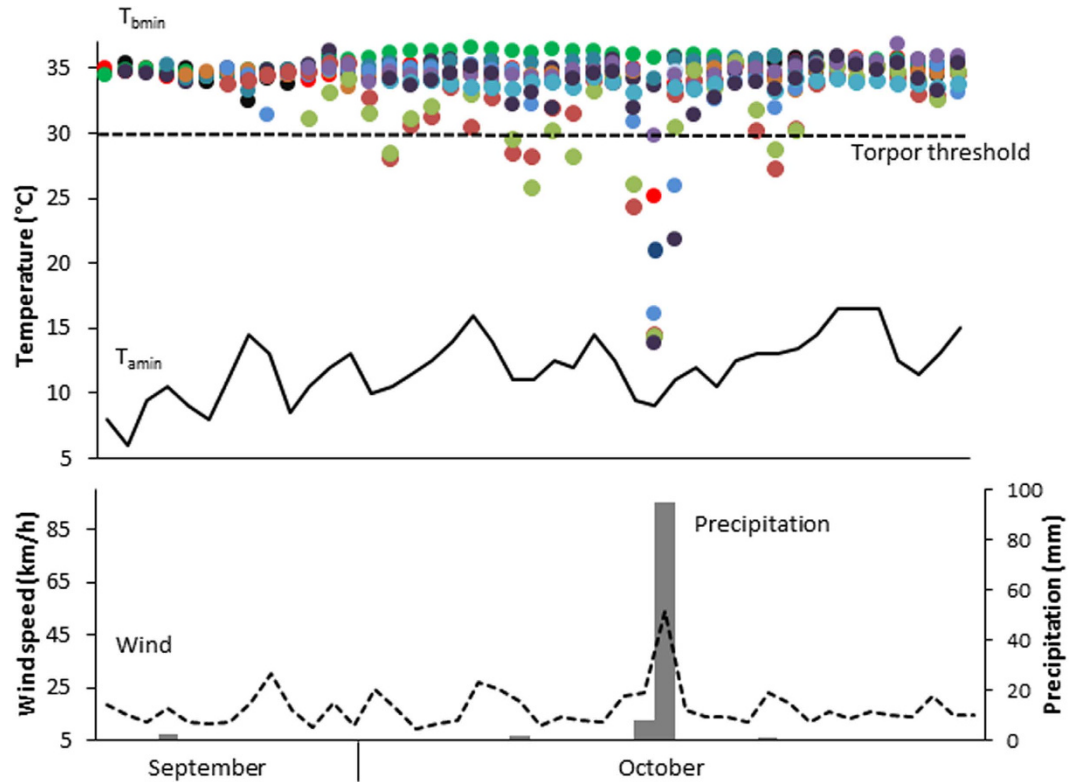 Tbmin
35
30
25
20
15
10
5
Temperature (°C)
Torpor threshold
Tamin
85
65
45
25
5
Wind speed (km/h)
Wind
Precipitation
100
80
60
40
20
0
Precipitation (mm)
September
October